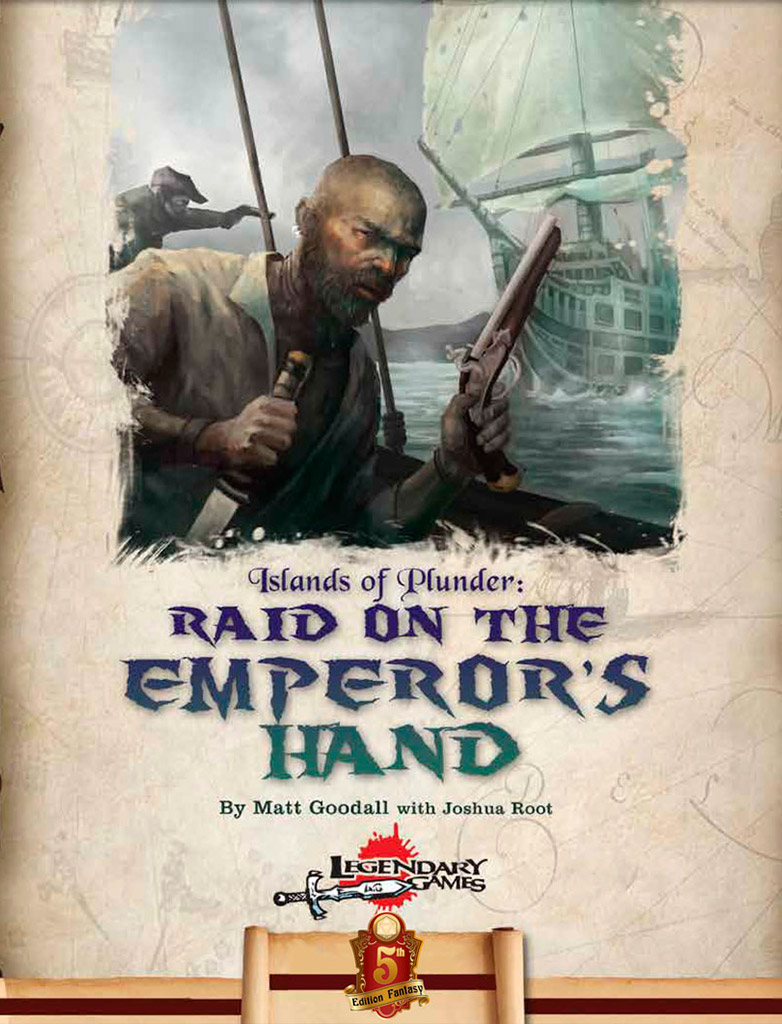 Islands of Plunder:
RAID ON THE
EMPEROR'S
HAND
By Matt Goodall with Joshua Root
LEGENDARY
GAMES
5th
Edition Fantasy